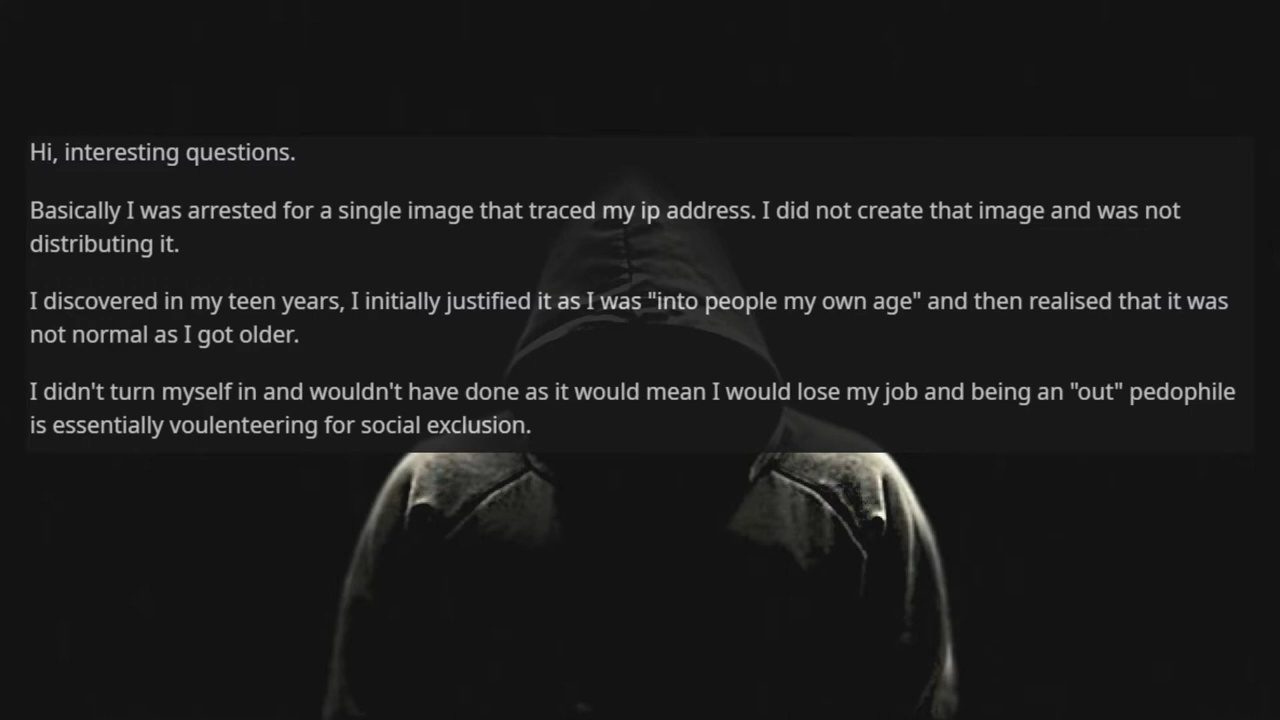 Hi, interesting questions.
Basically I was arrested for a single image that traced my ip address. I did not create that image and was not
distributing it.
I discovered in my teen years, I initially justified it as I was "into people my own age" and then realised that it was
not normal as I got older.
I didn't turn myself in and wouldn't have done as it would mean I would lose my job and being an "out" pedophile
is essentially voulenteering for social exclusion.